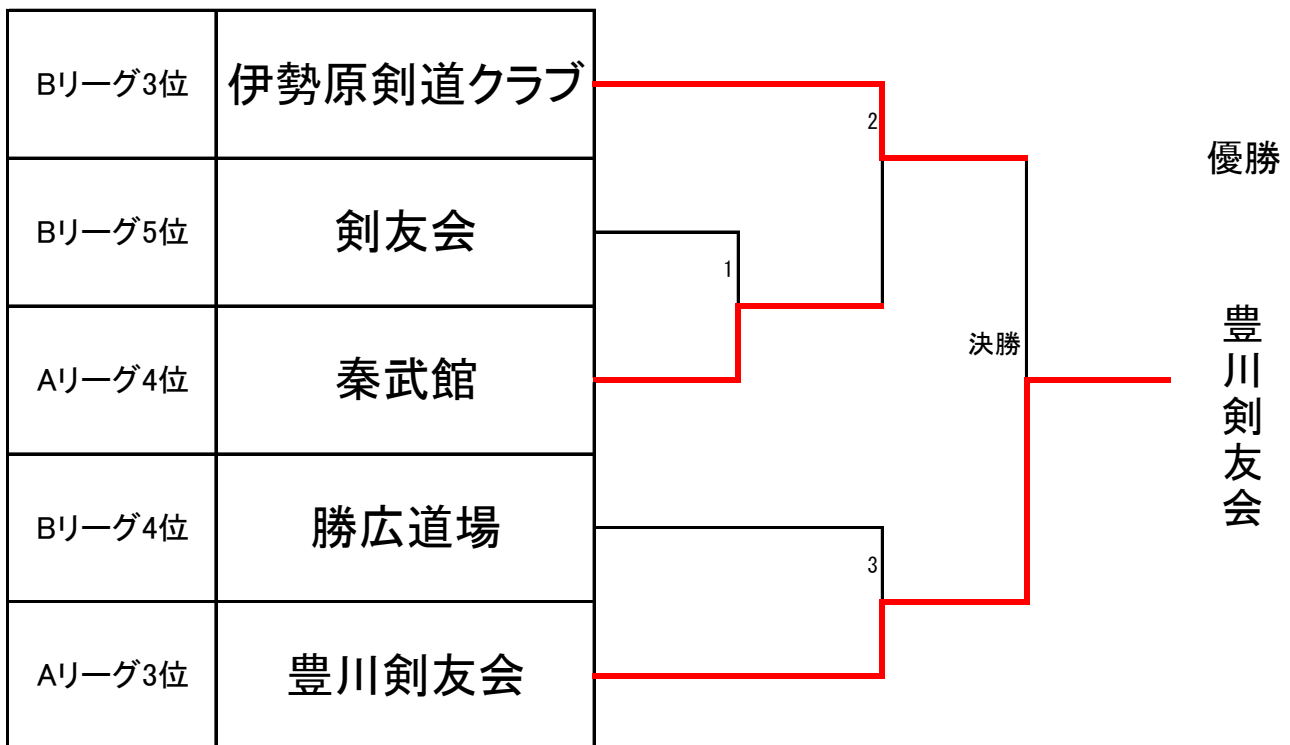 Bリーグ3位 伊勢原剣道クラブ
2
優勝
Bリーグ5位 剣友会
1
Aリーグ4位 秦武館
決勝
豊川剣友会
Bリーグ4位 勝広道場
3
Aリーグ3位 豊川剣友会